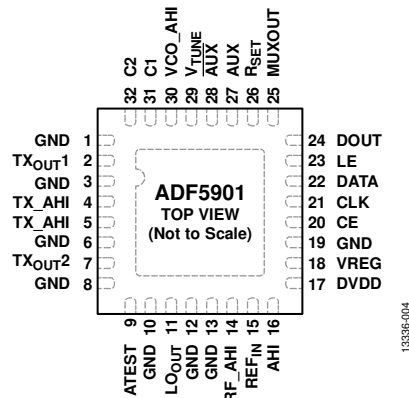 32 C2
31 C1
30 VCO_AHI
29 VTUNE
28 AUX
27 AUX
26 RSET
25 MUXOUT
GND 1
TXOUT1 2
GND 3
TX_AHI 4
TX_AHI 5
GND 6
TXOUT2 7
GND 8
ADF5901
TOP VIEW
(Not to Scale)
24 DOUT
23 LE
22 DATA
21 CLK
20 CE
19 GND
18 VREG
17 DVDD
ATEST 9
GND 10
LOOUT 11
GND 12
GND 13
RF_AHI 14
REFIN 15
AHI 16
13336-004